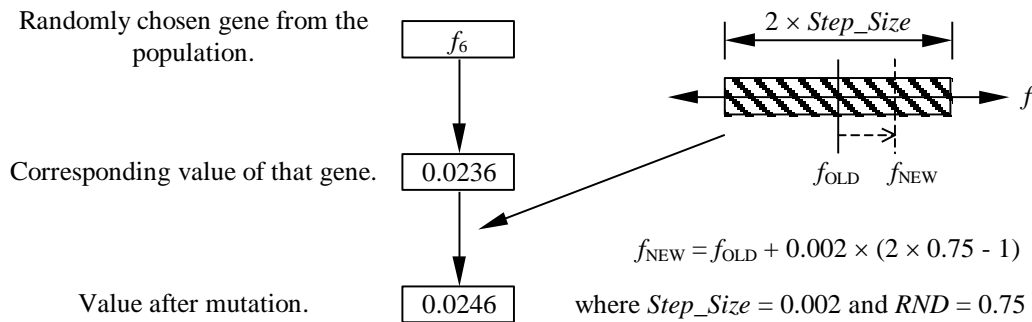 Randomly chosen gene from the
population.
f6
2 × Step_Size
f
Corresponding value of that gene.
0.0236
fOLD
fNEW
fNEW = fOLD + 0.002 × (2 × 0.75 - 1)
Value after mutation.
0.0246
where Step_Size = 0.002 and RND = 0.75